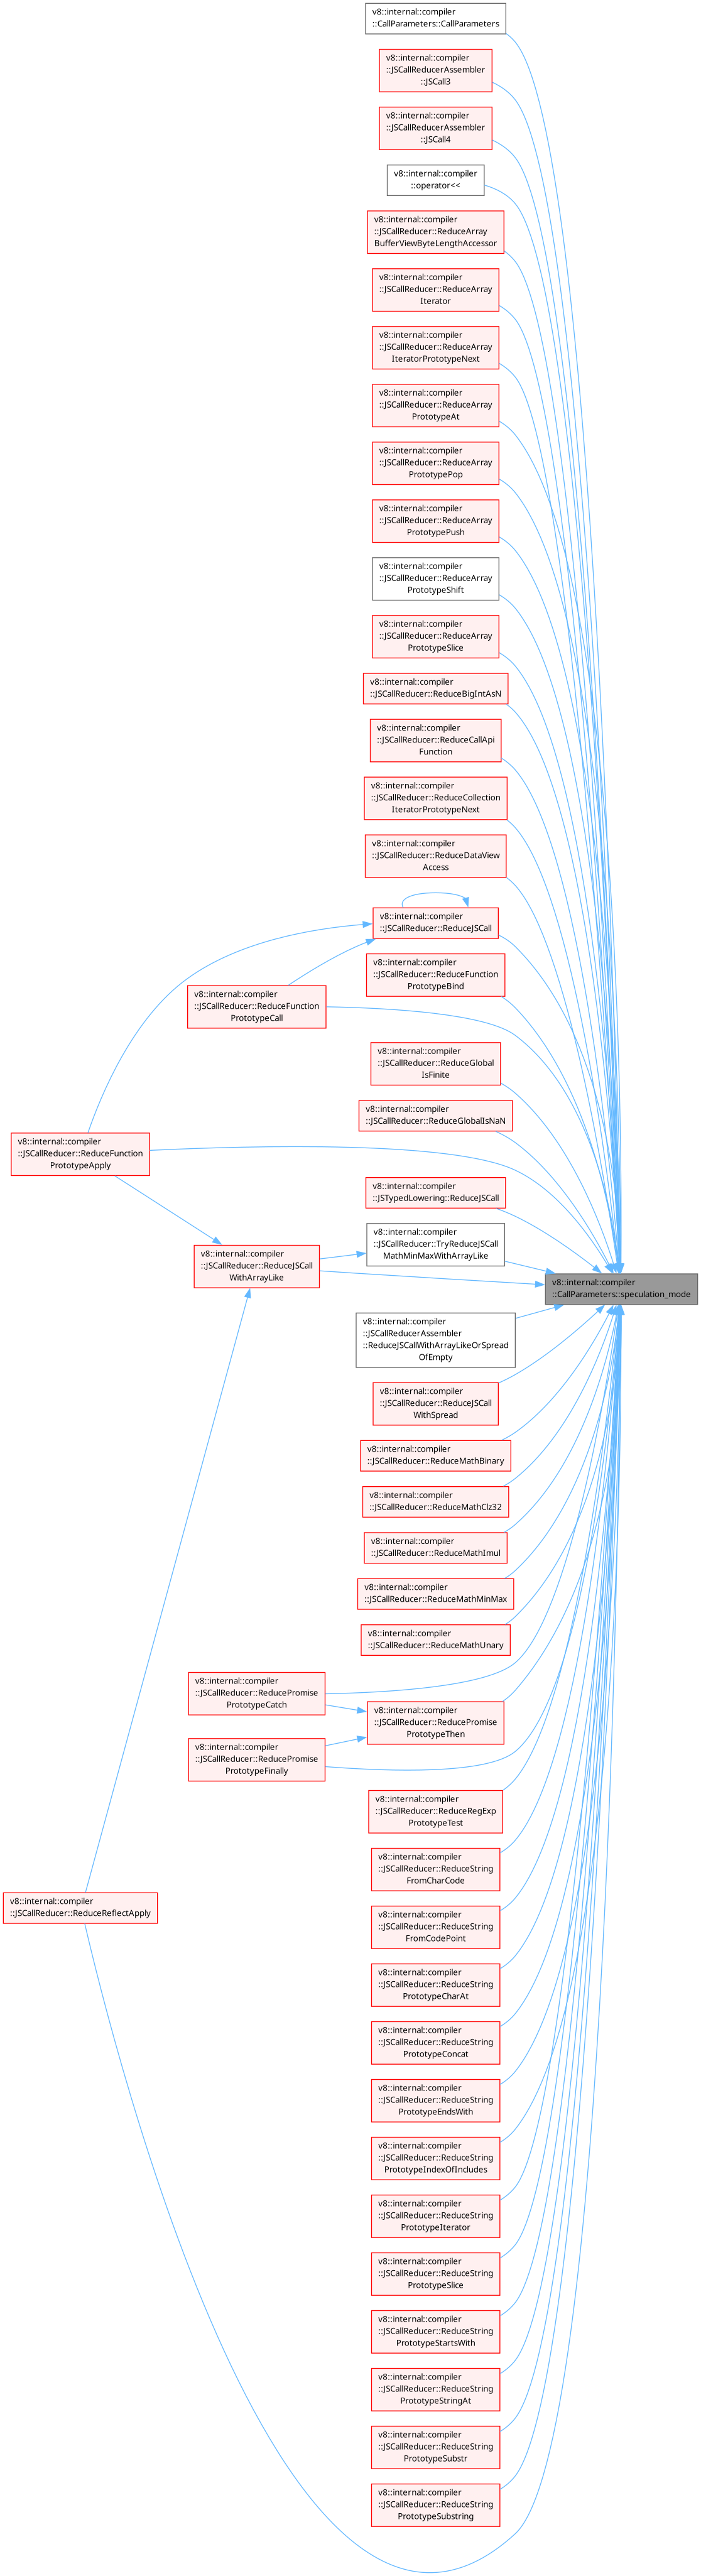 v8::internal::compiler
::CallParameters::CallParameters
v8::internal::compiler
::JSCallReducerAssembler
::JSCall3
v8::internal::compiler
::JSCallReducerAssembler
::JSCall4
v8::internal::compiler
::operator<<
v8::internal::compiler
::JSCallReducer::ReduceArray
BufferViewByteLengthAccessor
v8::internal::compiler
::JSCallReducer::ReduceArray
Iterator
v8::internal::compiler
::JSCallReducer::ReduceArray
IteratorPrototypeNext
v8::internal::compiler
::JSCallReducer::ReduceArray
PrototypeAt
v8::internal::compiler
::JSCallReducer::ReduceArray
PrototypePop
v8::internal::compiler
::JSCallReducer::ReduceArray
PrototypePush
v8::internal::compiler
::JSCallReducer::ReduceArray
PrototypeShift
v8::internal::compiler
::JSCallReducer::ReduceArray
PrototypeSlice
v8::internal::compiler
::JSCallReducer::ReduceBigIntAsN
v8::internal::compiler
::JSCallReducer::ReduceCallApi
Function
v8::internal::compiler
::JSCallReducer::ReduceCollection
IteratorPrototypeNext
v8::internal::compiler
::JSCallReducer::ReduceDataView
Access
v8::internal::compiler
::JSCallReducer::ReduceJSCall
v8::internal::compiler
::JSCallReducer::ReduceFunction
PrototypeBind
v8::internal::compiler
::JSCallReducer::ReduceFunction
PrototypeCall
v8::internal::compiler
::JSCallReducer::ReduceGlobal
IsFinite
v8::internal::compiler
::JSCallReducer::ReduceGlobalIsNaN
v8::internal::compiler
::JSCallReducer::ReduceFunction
PrototypeApply
v8::internal::compiler
::JSTypedLowering::ReduceJSCall
v8::internal::compiler
::JSCallReducer::TryReduceJSCall
MathMinMaxWithArrayLike
v8::internal::compiler
::JSCallReducer::ReduceJSCall
WithArrayLike
v8::internal::compiler
::CallParameters::speculation_mode
v8::internal::compiler
::JSCallReducerAssembler
::ReduceJSCallWithArrayLikeOrSpread
OfEmpty
v8::internal::compiler
::JSCallReducer::ReduceJSCall
WithSpread
v8::internal::compiler
::JSCallReducer::ReduceMathBinary
v8::internal::compiler
::JSCallReducer::ReduceMathClz32
v8::internal::compiler
::JSCallReducer::ReduceMathImul
v8::internal::compiler
::JSCallReducer::ReduceMathMinMax
v8::internal::compiler
::JSCallReducer::ReduceMathUnary
v8::internal::compiler
::JSCallReducer::ReducePromise
PrototypeCatch
v8::internal::compiler
::JSCallReducer::ReducePromise
PrototypeThen
v8::internal::compiler
::JSCallReducer::ReducePromise
PrototypeFinally
v8::internal::compiler
::JSCallReducer::ReduceRegExp
PrototypeTest
v8::internal::compiler
::JSCallReducer::ReduceString
FromCharCode
v8::internal::compiler
::JSCallReducer::ReduceReflectApply
v8::internal::compiler
::JSCallReducer::ReduceString
FromCodePoint
v8::internal::compiler
::JSCallReducer::ReduceString
PrototypeCharAt
v8::internal::compiler
::JSCallReducer::ReduceString
PrototypeConcat
v8::internal::compiler
::JSCallReducer::ReduceString
PrototypeEndsWith
v8::internal::compiler
::JSCallReducer::ReduceString
PrototypeIndexOfIncludes
v8::internal::compiler
::JSCallReducer::ReduceString
PrototypeIterator
v8::internal::compiler
::JSCallReducer::ReduceString
PrototypeSlice
v8::internal::compiler
::JSCallReducer::ReduceString
PrototypeStartsWith
v8::internal::compiler
::JSCallReducer::ReduceString
PrototypeStringAt
v8::internal::compiler
::JSCallReducer::ReduceString
PrototypeSubstr
v8::internal::compiler
::JSCallReducer::ReduceString
PrototypeSubstring